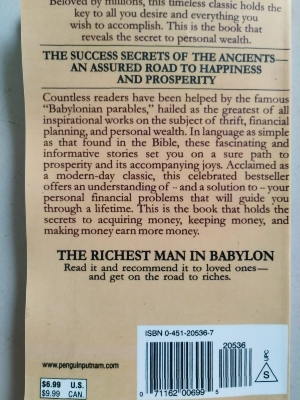 Beloved by millions, this timeless classic holds the
key to all you desire and everything you
wish to accomplish. This is the book that
reveals the secret to personal wealth.
THE SUCCESS SECRETS OF THE ANCIENTS—
AN ASSURED ROAD TO HAPPINESS
AND PROSPERITY
Countless readers have been helped by the famous
“Babylonian parables,” hailed as the greatest of all
inspirational works on the subject of thrift, financial
planning, and personal wealth. In language as simple
as that found in the Bible, these fascinating and
informative stories set you on a sure path to
prosperity and its accompanying joys. Acclaimed as
a modern-day classic, this celebrated bestseller
offers an understanding of -- and a solution to -- your
personal financial problems that will guide you
through a lifetime. This is the book that holds the
secrets to acquiring money, keeping money, and
making money earn more money.
THE RICHEST MAN IN BABYLON
Read it and recommend it to loved ones—
and get on the road to riches.
ISBN 0-451-20536-7
20536
S
www.penguinputnam.com
$6.99 U.S.
$9.99 CAN.
0 71162 00699 5